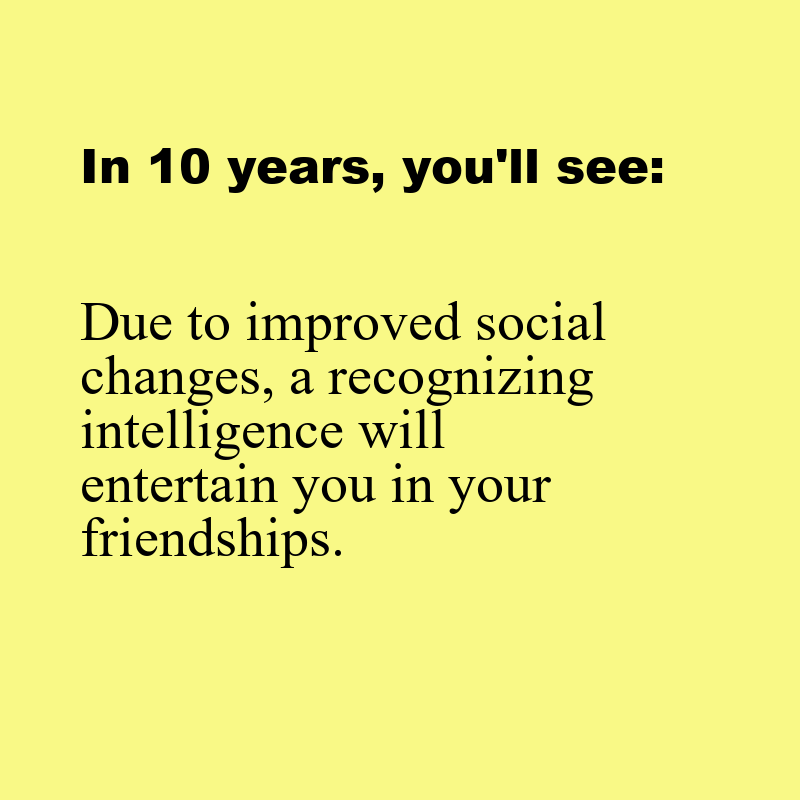 In 10 years, you'll see:
Due to improved social
changes, a recognizing
intelligence will
entertain you in your
friendships.